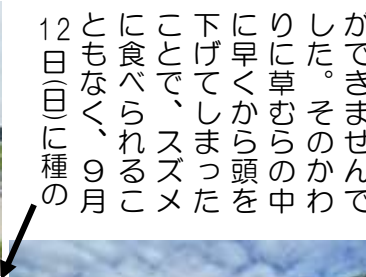 ができませんで
した。そのかわ
りに草むらの中
に早くから頭を
下げてしまった
ことで、スズメ
に食べられるこ
ともなく、９月
12日(日)に種の